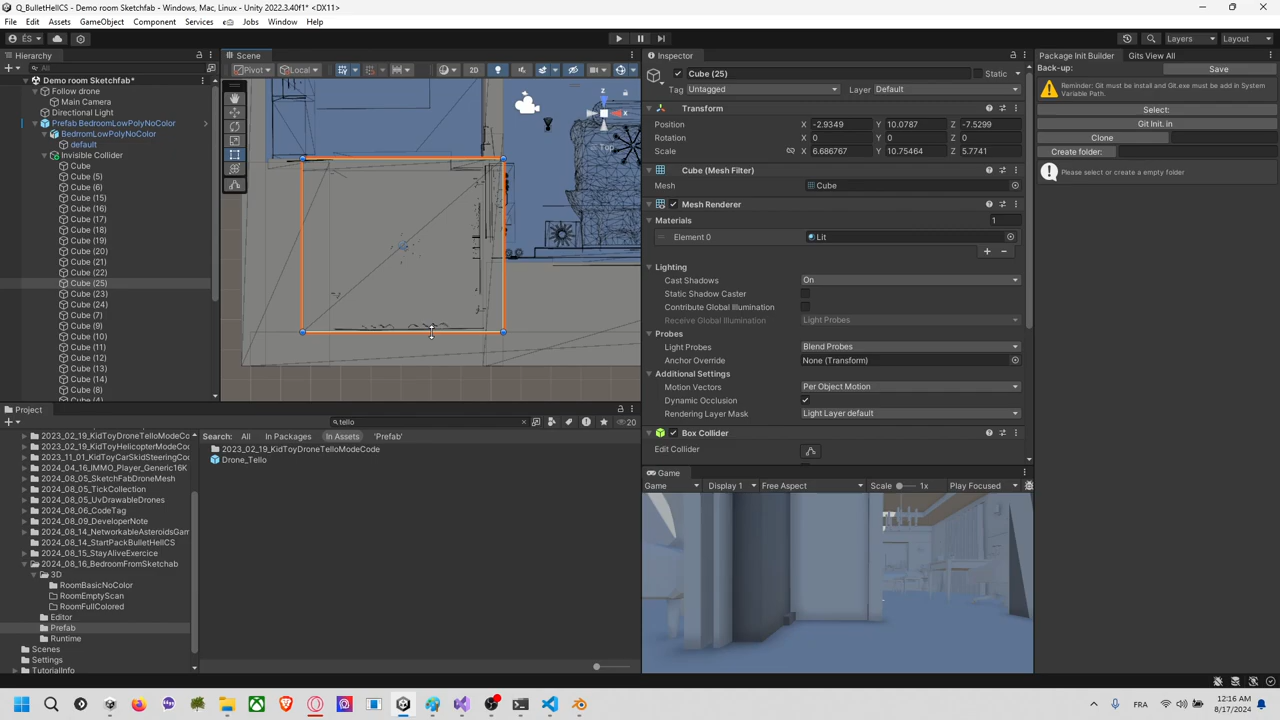 Q_BulletHellCS - Demo room Sketchfab - Windows, Mac, Linux - Unity 2022.3.40f1* <DX11>
File Edit Assets GameObject Component Services Jobs Window Help
ÉS Layers Layout
Hierarchy
All
Demo room Sketchfab*
Follow drone
Main Camera
Directional Light
Prefab BedroomLowPolyNoColor
BedrromLowPolyNoColor
default
Invisible Collider
Cube
Cube (5)
Cube (6)
Cube (15)
Cube (16)
Cube (17)
Cube (18)
Cube (19)
Cube (20)
Cube (21)
Cube (22)
Cube (25)
Cube (23)
Cube (24)
Cube (7)
Cube (9)
Cube (10)
Cube (11)
Cube (12)
Cube (13)
Cube (14)
Cube (8)
Cube (4)
Scene
Pivot Local 2D
z
x
Top
Inspector
Cube (25) Static
Tag Untagged Layer Default
Transform
Position X -2.9349 Y 10.0787 Z -7.5299
Rotation X 0 Y 0 Z 0
Scale X 6.686767 Y 10.75464 Z 5.7741
Cube (Mesh Filter)
Mesh Cube
Mesh Renderer
Materials 1
Element 0 Lit
Lighting
Cast Shadows On
Static Shadow Caster
Contribute Global Illumination
Receive Global Illumination Light Probes
Probes
Light Probes Blend Probes
Anchor Override None (Transform)
Additional Settings
Motion Vectors Per Object Motion
Dynamic Occlusion
Rendering Layer Mask Light Layer default
Box Collider
Edit Collider
Package Init Builder Gits View All
Back-up: Save
Reminder: Git must be install and Git.exe must be add in System Variable Path.
Select:
Git Init. in
Clone
Create folder:
Please select or create a empty folder
Project
tello
20
2023_02_19_KidToyDroneTelloModeCo
2023_02_19_KidToyHelicopterModeCo
2023_11_01_KidToyCarSkidSteeringCo
2024_04_16_IMMO_Player_Generic16K
2024_08_05_SketchFabDroneMesh
2024_08_05_TickCollection
2024_08_05_UvDrawableDrones
2024_08_06_CodeTag
2024_08_09_DeveloperNote
2024_08_14_NetworkableAsteroidsGam
2024_08_14_StartPackBulletHellCS
2024_08_15_StayAliveExercice
2024_08_16_BedroomFromSketchab
3D
RoomBasicNoColor
RoomEmptyScan
RoomFullColored
Editor
Prefab
Runtime
Scenes
Settings
TutorialInfo
Search: All In Packages In Assets 'Prefab'
2023_02_19_KidToyDroneTelloModeCode
Drone_Tello
Game
Game Display 1 Free Aspect Scale 1x Play Focused
FRA
12:16 AM
8/17/2024